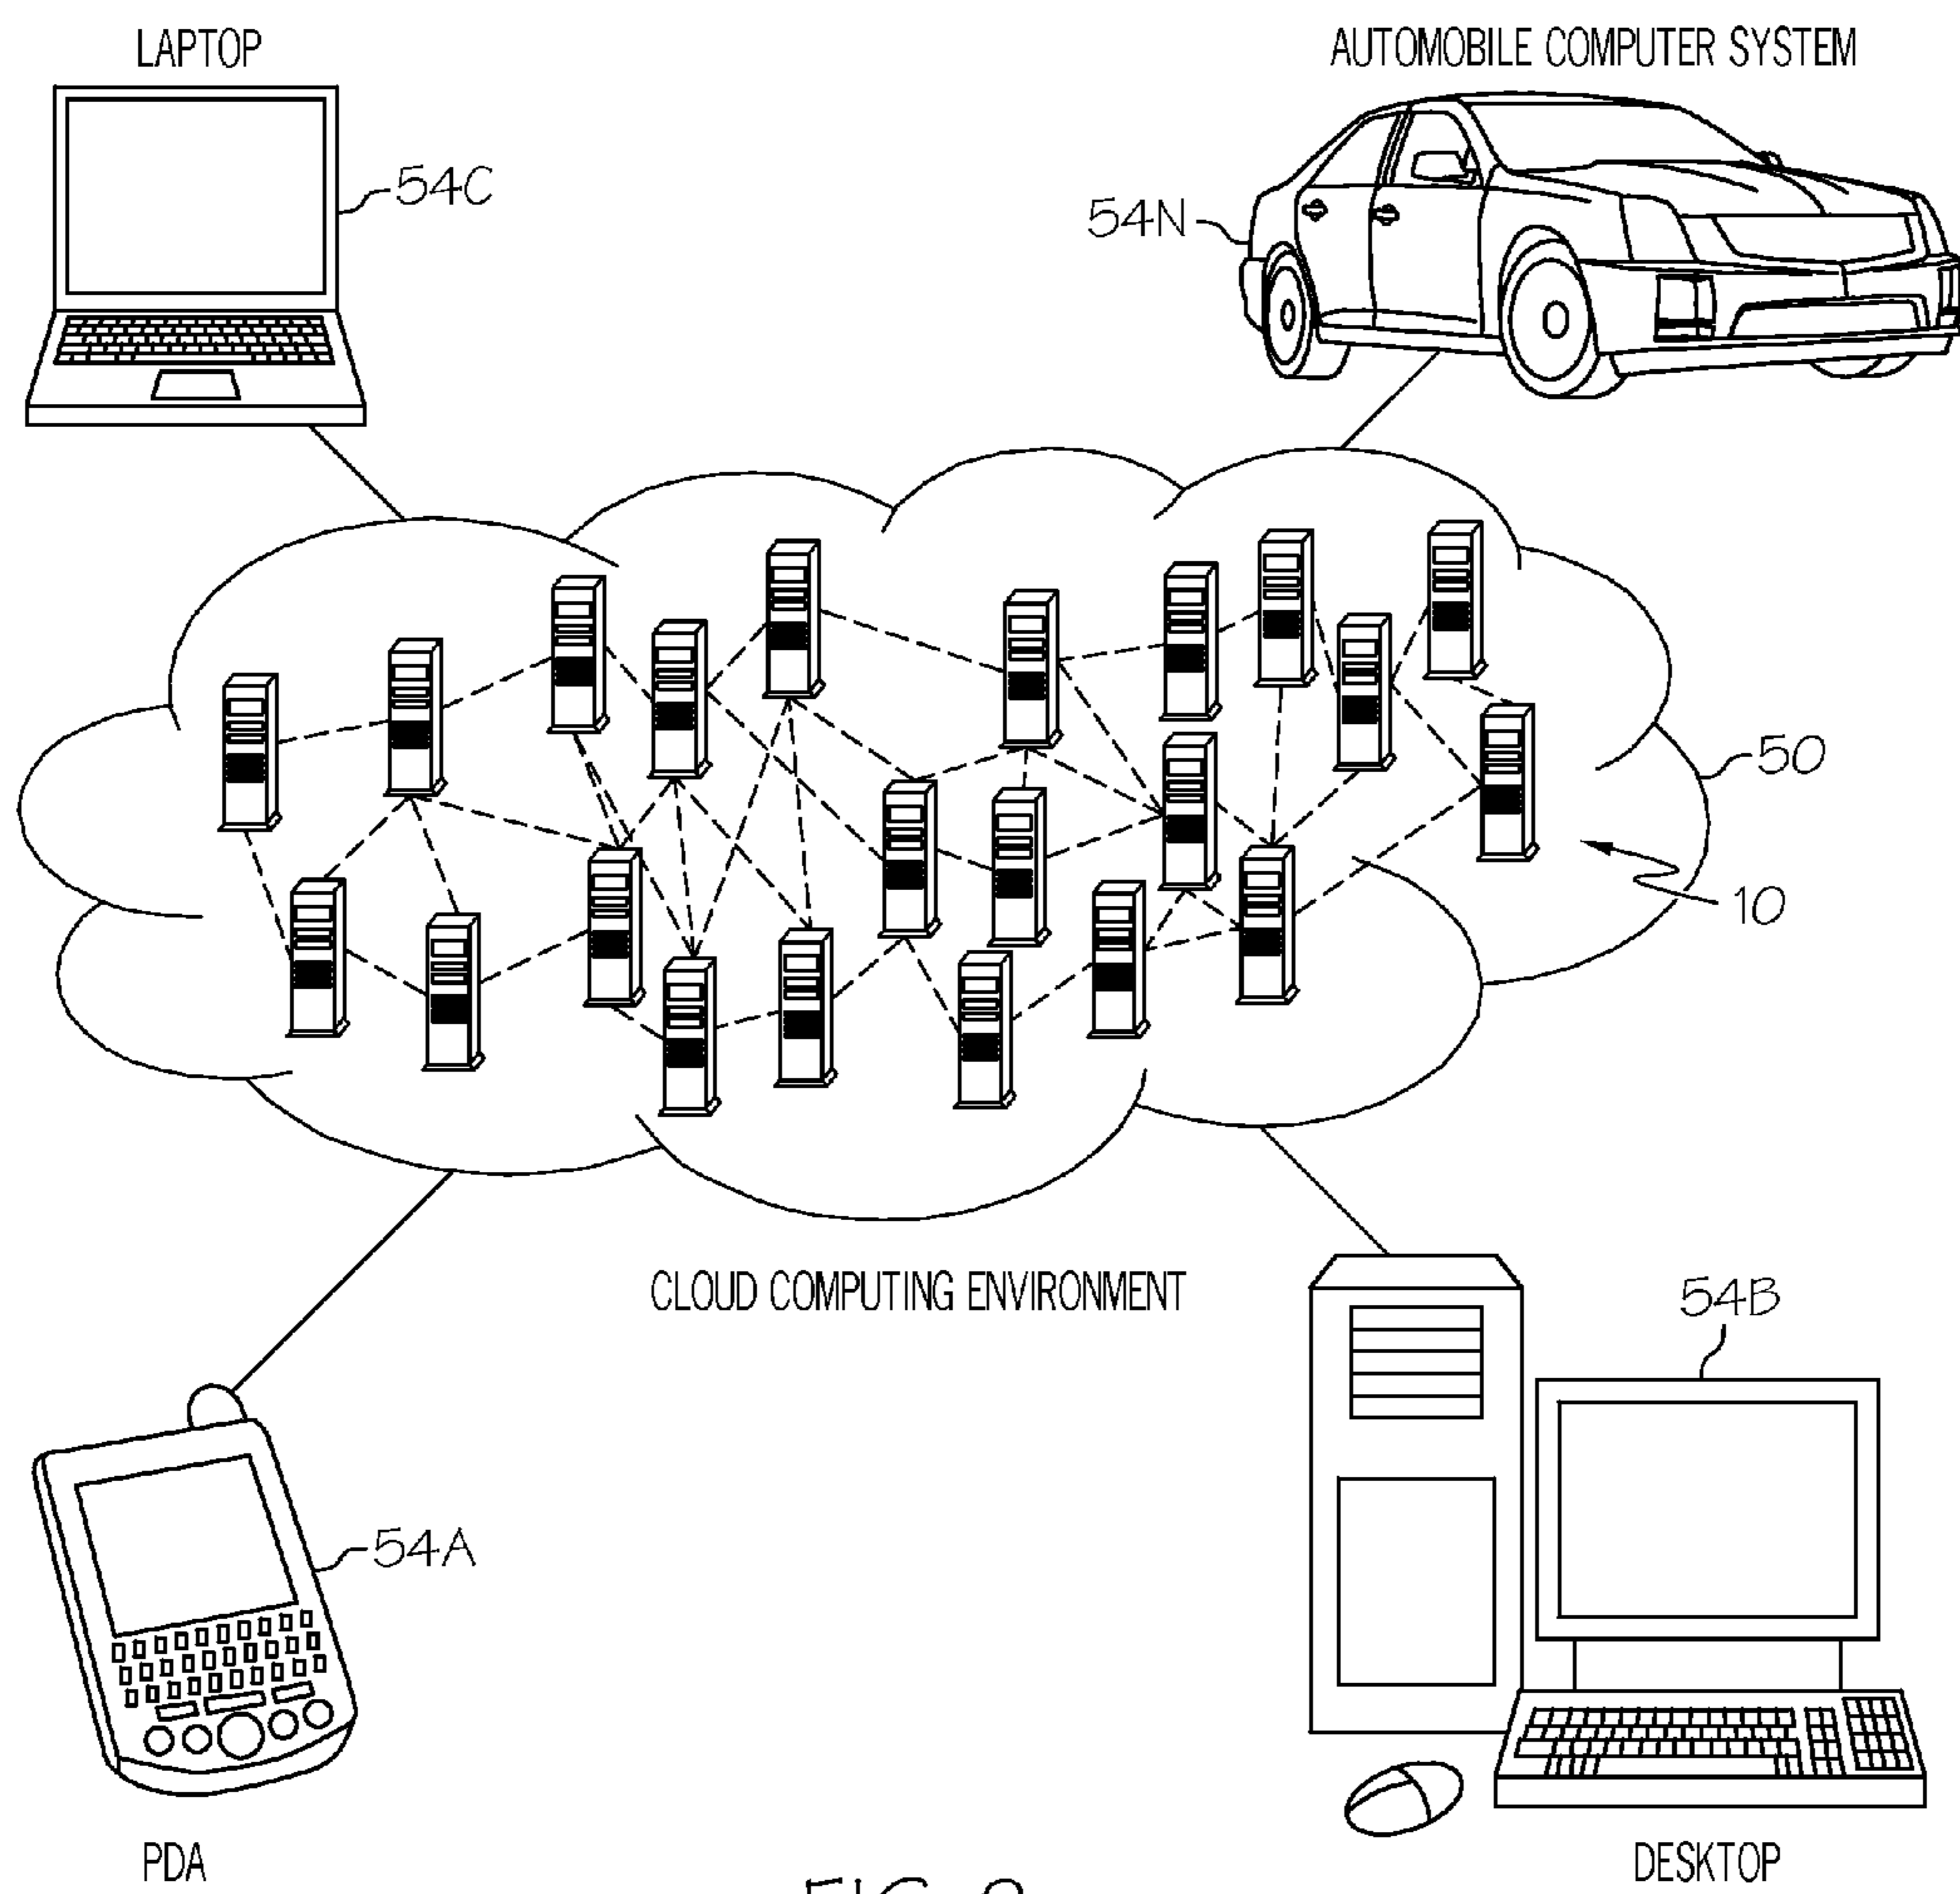 LAPTOP
AUTOMOBILE COMPUTER SYSTEM
54C
54N
50
10
CLOUD COMPUTING ENVIRONMENT
54B
54A
PDA
DESKTOP